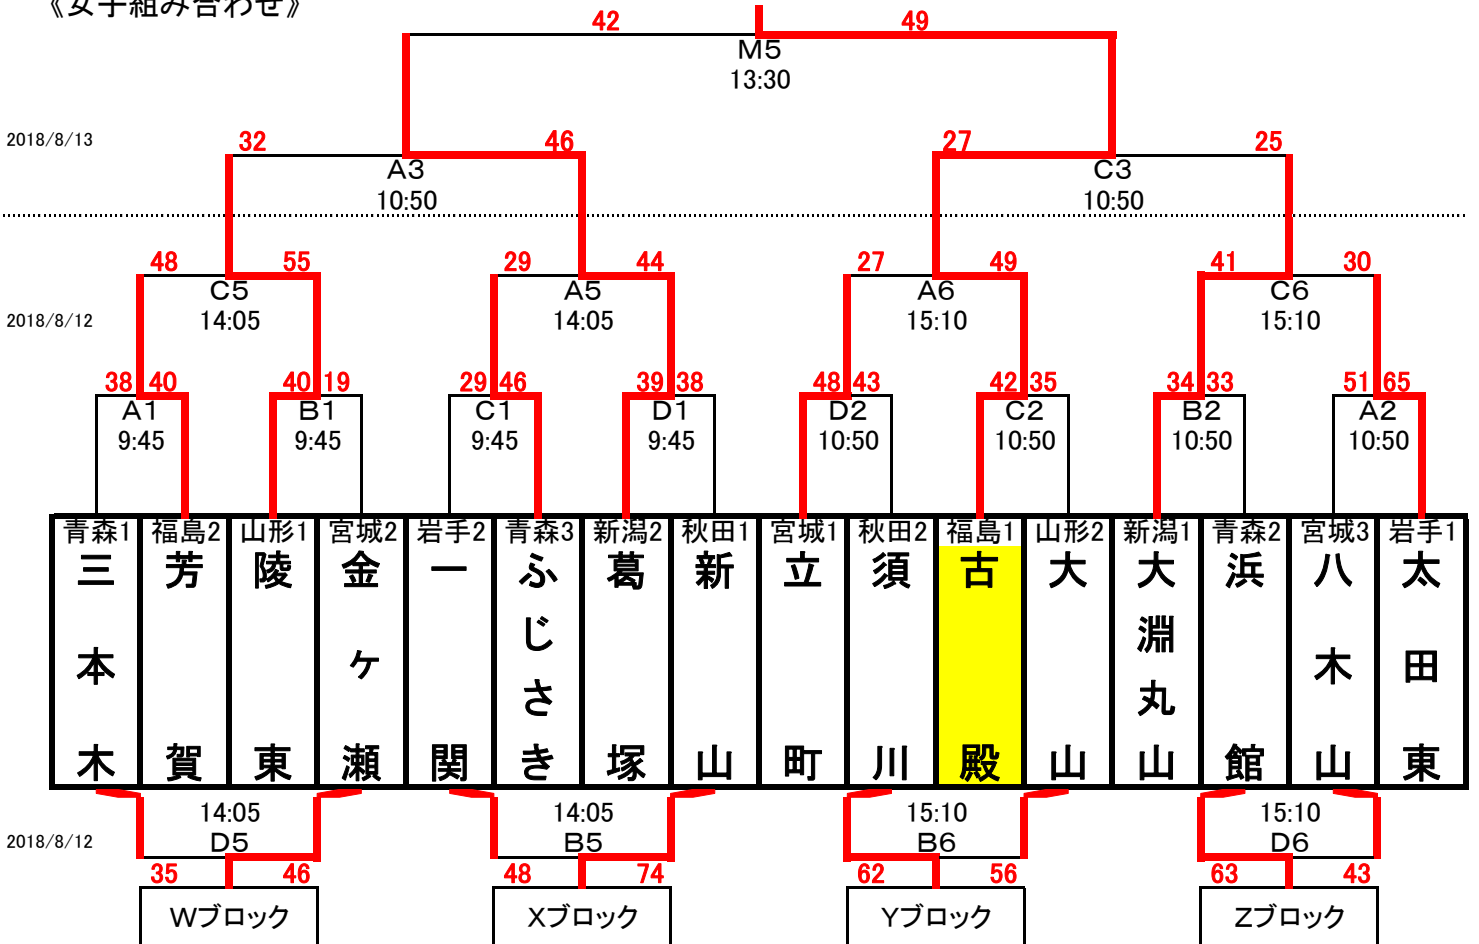 《女子組み合わせ》
42 49
M5
13:30
2018/8/13
32 46 27 25
A3 C3
10:50 10:50
48 55 29 44 27 49 41 30
C5 A5 A6 C6
2018/8/12
14:05 14:05 15:10 15:10
38 40 40 19 29 46 39 38 48 43 42 35 34 33 51 65
A1 B1 C1 D1 D2 C2 B2 A2
9:45 9:45 9:45 9:45 10:50 10:50 10:50 10:50
青森1 福島2 山形1 宮城2 岩手2 青森3 新潟2 秋田1 宮城1 秋田2 福島1 山形2 新潟1 青森2 宮城3 岩手1
三本木
芳賀
陵東
金ヶ瀬
一関
ふじさき
葛塚
新山
立町
須川
古殿
大山
大淵丸山
浜館
八木山
太田東
14:05 14:05 15:10 15:10
2018/8/12
D5 B5 B6 D6
35 46 48 74 62 56 63 43
Wブロック Xブロック Yブロック Zブロック